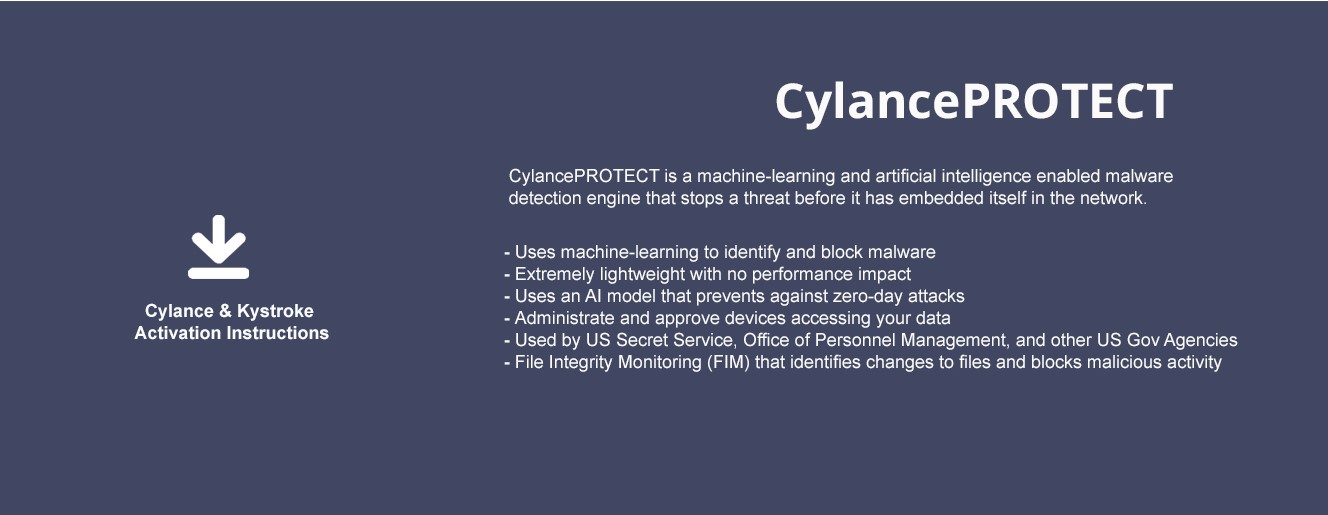 CylancePROTECT
CylancePROTECT is a machine-learning and artificial intelligence enabled malware
detection engine that stops a threat before it has embedded itself in the network.
- Uses machine-learning to identify and block malware
- Extremely lightweight with no performance impact
- Uses an AI model that prevents against zero-day attacks
- Administrate and approve devices accessing your data
- Used by US Secret Service, Office of Personnel Management, and other US Gov Agencies
- File Integrity Monitoring (FIM) that identifies changes to files and blocks malicious activity
Cylance & Kystroke
Activation Instructions